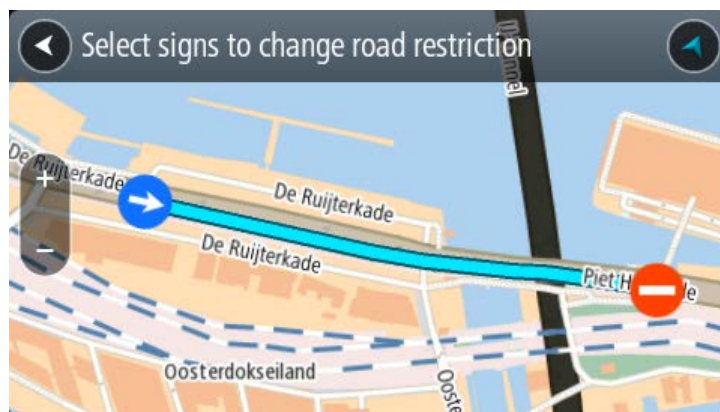 Select signs to change road restriction
De Ruijterkade
De Ruijterkade
De Ruijterkade
Oosterdokseiland
+
-